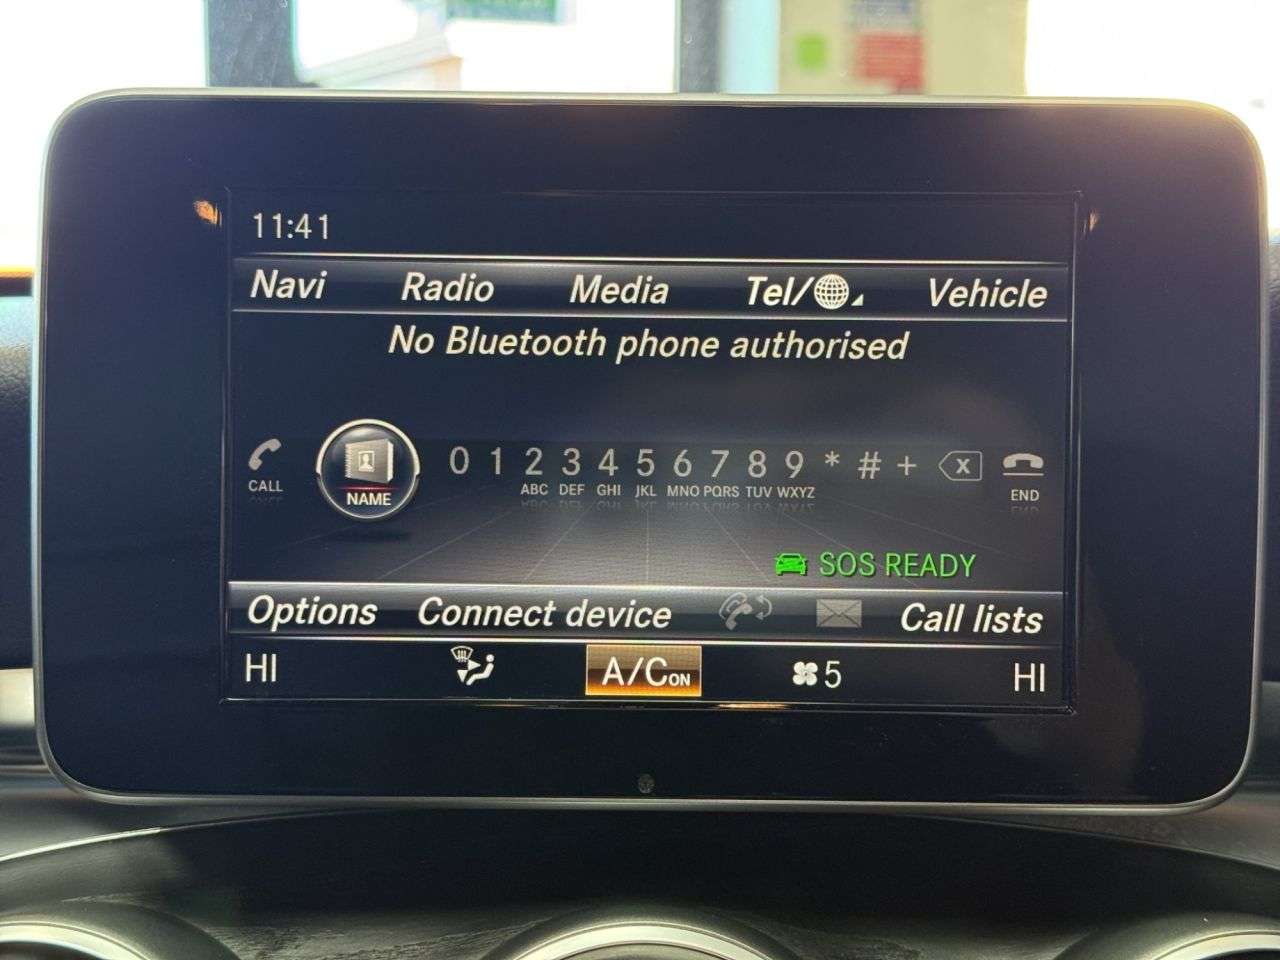 11:41
Navi Radio Media Tel/ Vehicle
No Bluetooth phone authorised
CALL NAME 0 1 2 3 4 5 6 7 8 9 * # + X END
ABC DEF GHI JKL MNO PQRS TUV WXYZ
SOS READY
Options Connect device Call lists
HI A/C ON 5 HI